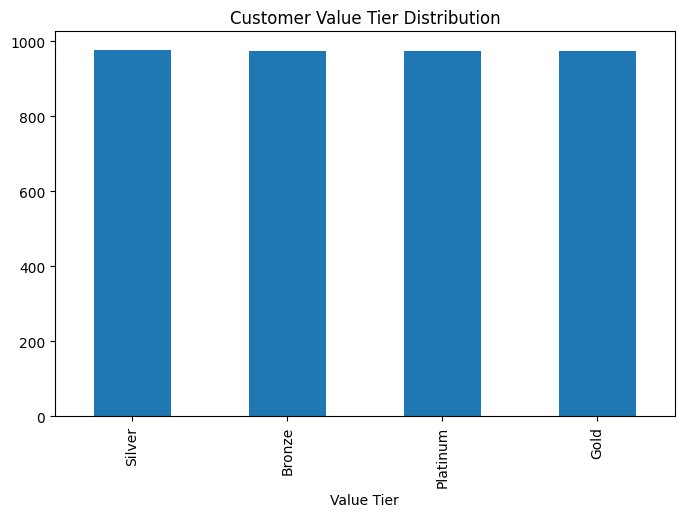 Customer Value Tier Distribution
1000
800
600
400
200
0
Silver
Bronze
Platinum
Gold
Value Tier